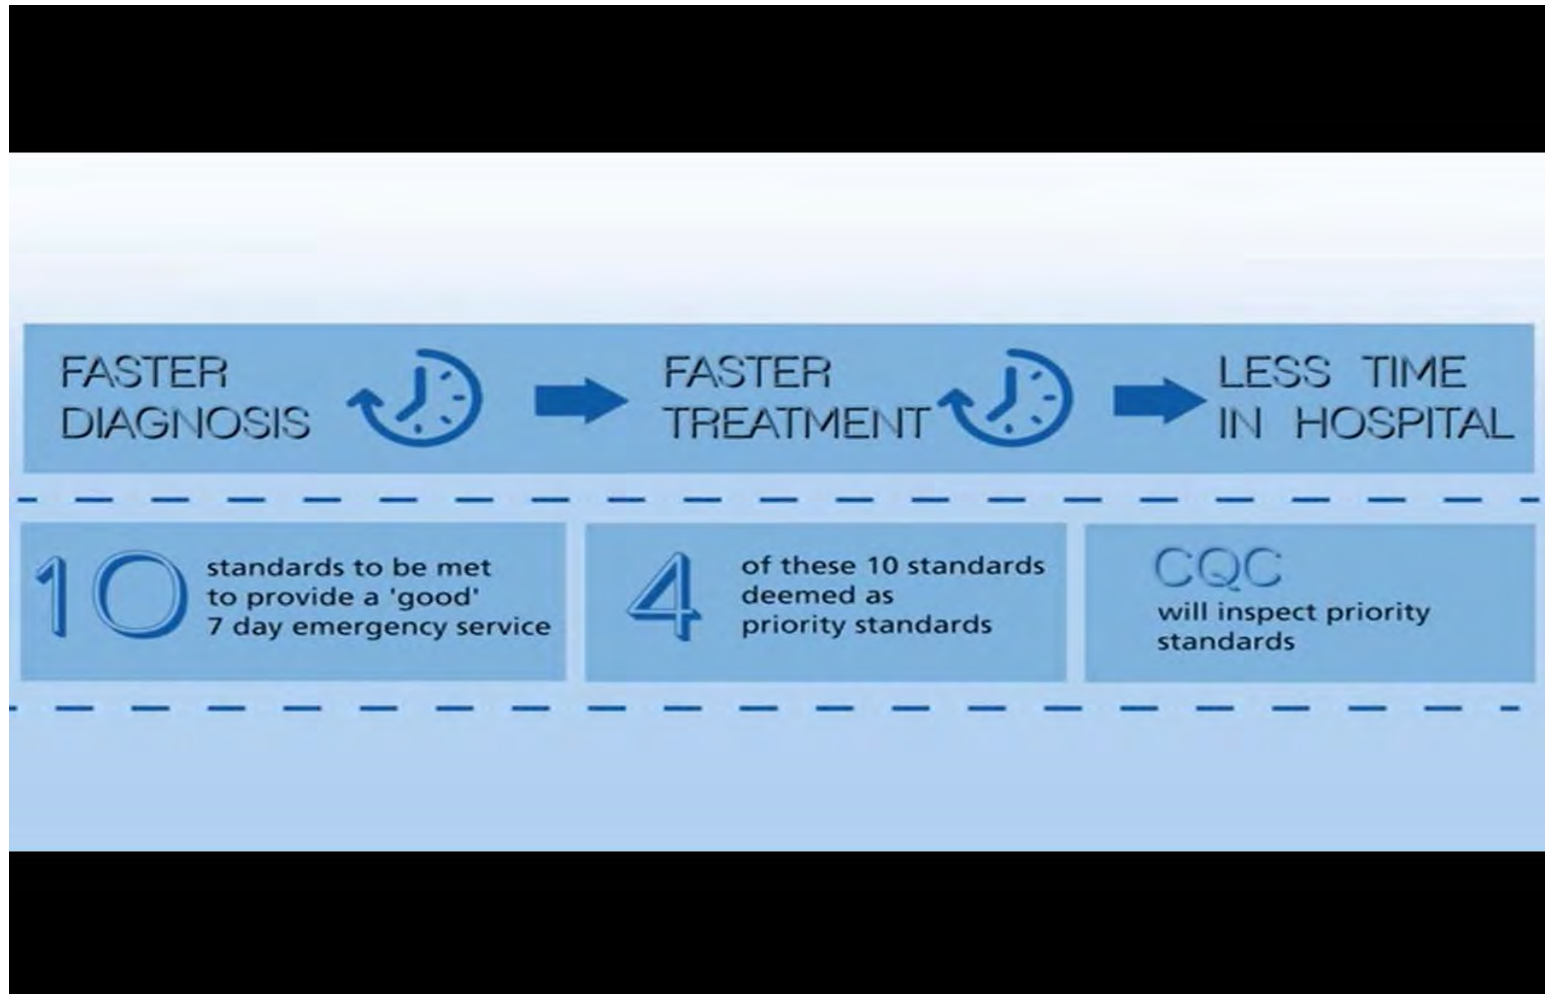 FASTER
DIAGNOSIS
FASTER
TREATMENT
LESS TIME
IN HOSPITAL
10
standards to be met
to provide a 'good'
7 day emergency service
4
of these 10 standards
deemed as
priority standards
CQC
will inspect priority
standards